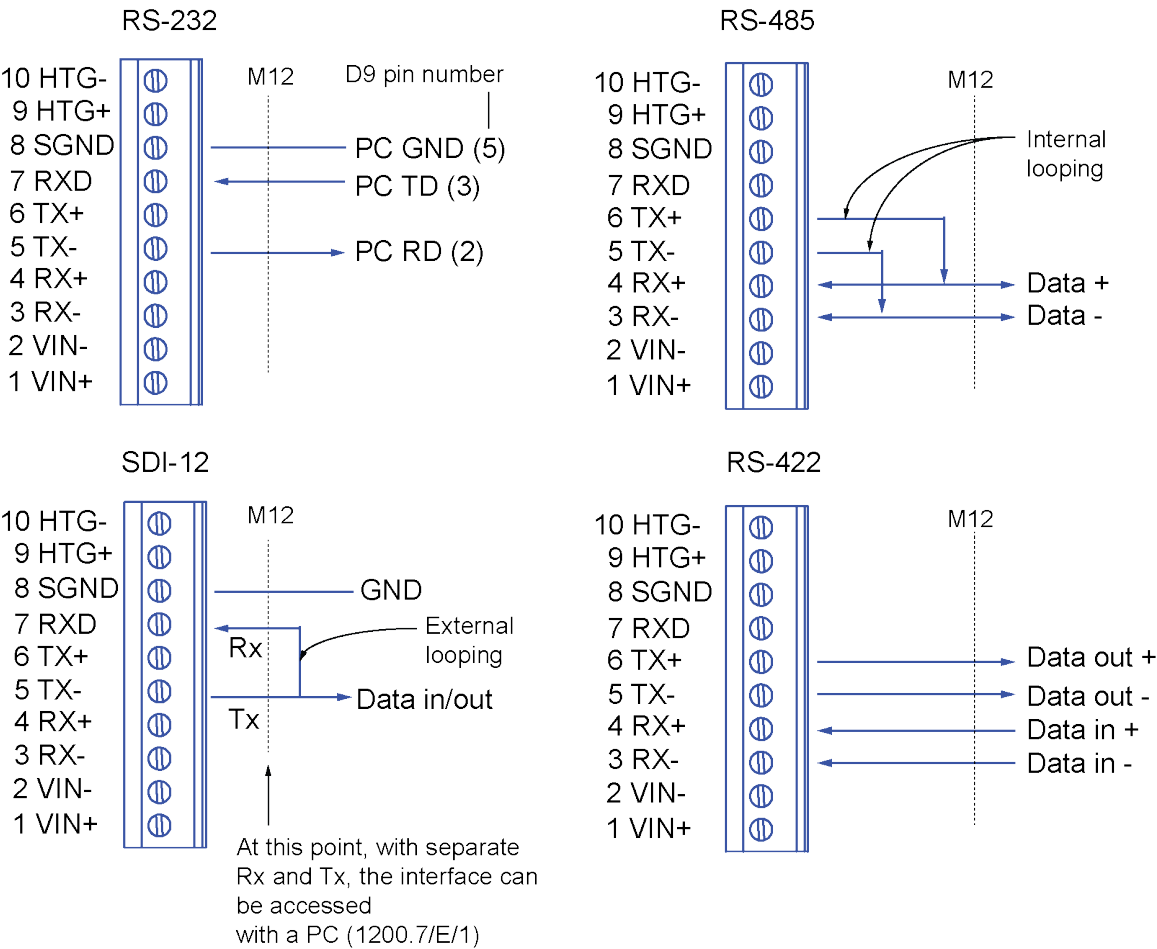 RS-232
10 HTG-
9 HTG+
8 SGND
7 RXD
6 TX+
5 TX-
4 RX+
3 RX-
2 VIN-
1 VIN+
M12
D9 pin number
PC GND (5)
PC TD (3)
PC RD (2)
RS-485
10 HTG-
9 HTG+
8 SGND
7 RXD
6 TX+
5 TX-
4 RX+
3 RX-
2 VIN-
1 VIN+
M12
Internal
looping
Data +
Data -
SDI-12
10 HTG-
9 HTG+
8 SGND
7 RXD
6 TX+
5 TX-
4 RX+
3 RX-
2 VIN-
1 VIN+
M12
GND
Rx
External
looping
Data in/out
Tx
At this point, with separate
Rx and Tx, the interface can
be accessed
with a PC (1200.7/E/1)
RS-422
10 HTG-
9 HTG+
8 SGND
7 RXD
6 TX+
5 TX-
4 RX+
3 RX-
2 VIN-
1 VIN+
M12
Data out +
Data out -
Data in +
Data in -